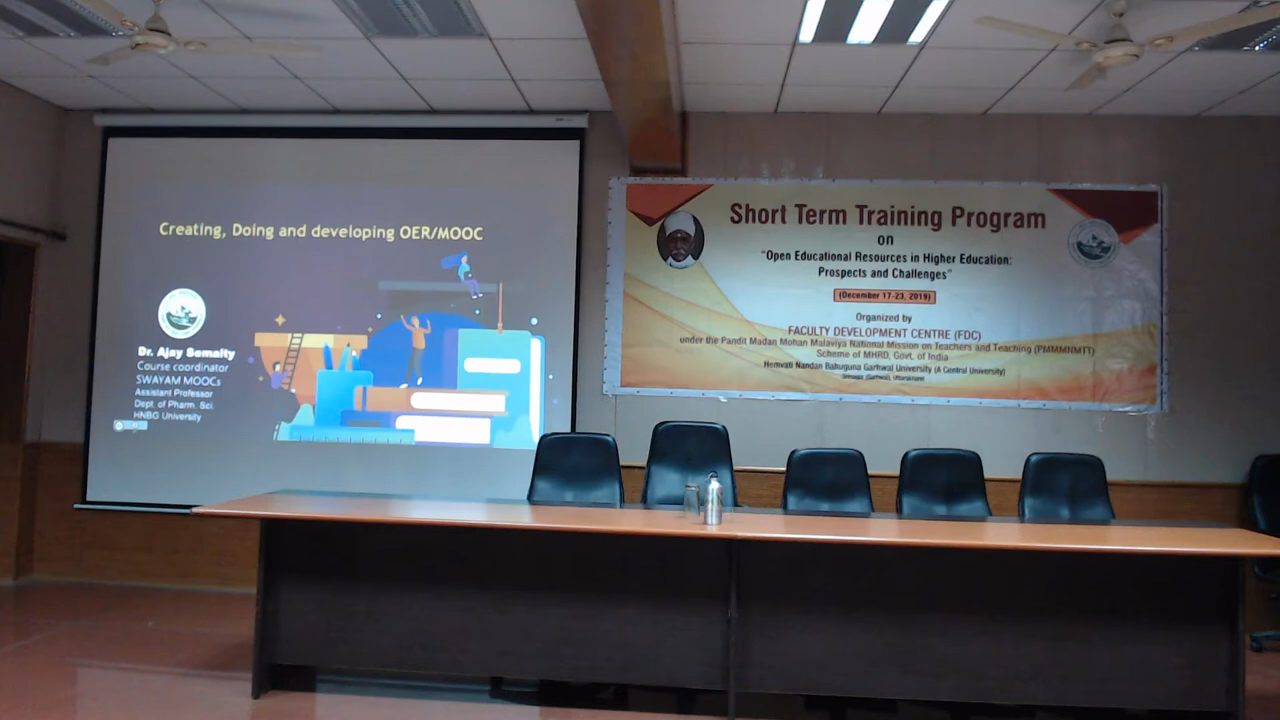 Creating, Doing and developing OER/MOOC
Dr. Ajay Semalty
Course coordinator
SWAYAM MOOCs
Assistant Professor
Dept. of Pharm. Sci.
HNBG University
Short Term Training Program
on
"Open Educational Resources in Higher Education:
Prospects and Challenges"
(December 17-23, 2019)
Organized by
FACULTY DEVELOPMENT CENTRE (FDC)
under the Pandit Madan Mohan Malaviya National Mission on Teachers and Teaching (PMMMNMTT)
Scheme of MHRD, Govt. of India
Hemvati Nandan Bahuguna Garhwal University (A Central University)
Srinagar (Garhwal), Uttarakhand